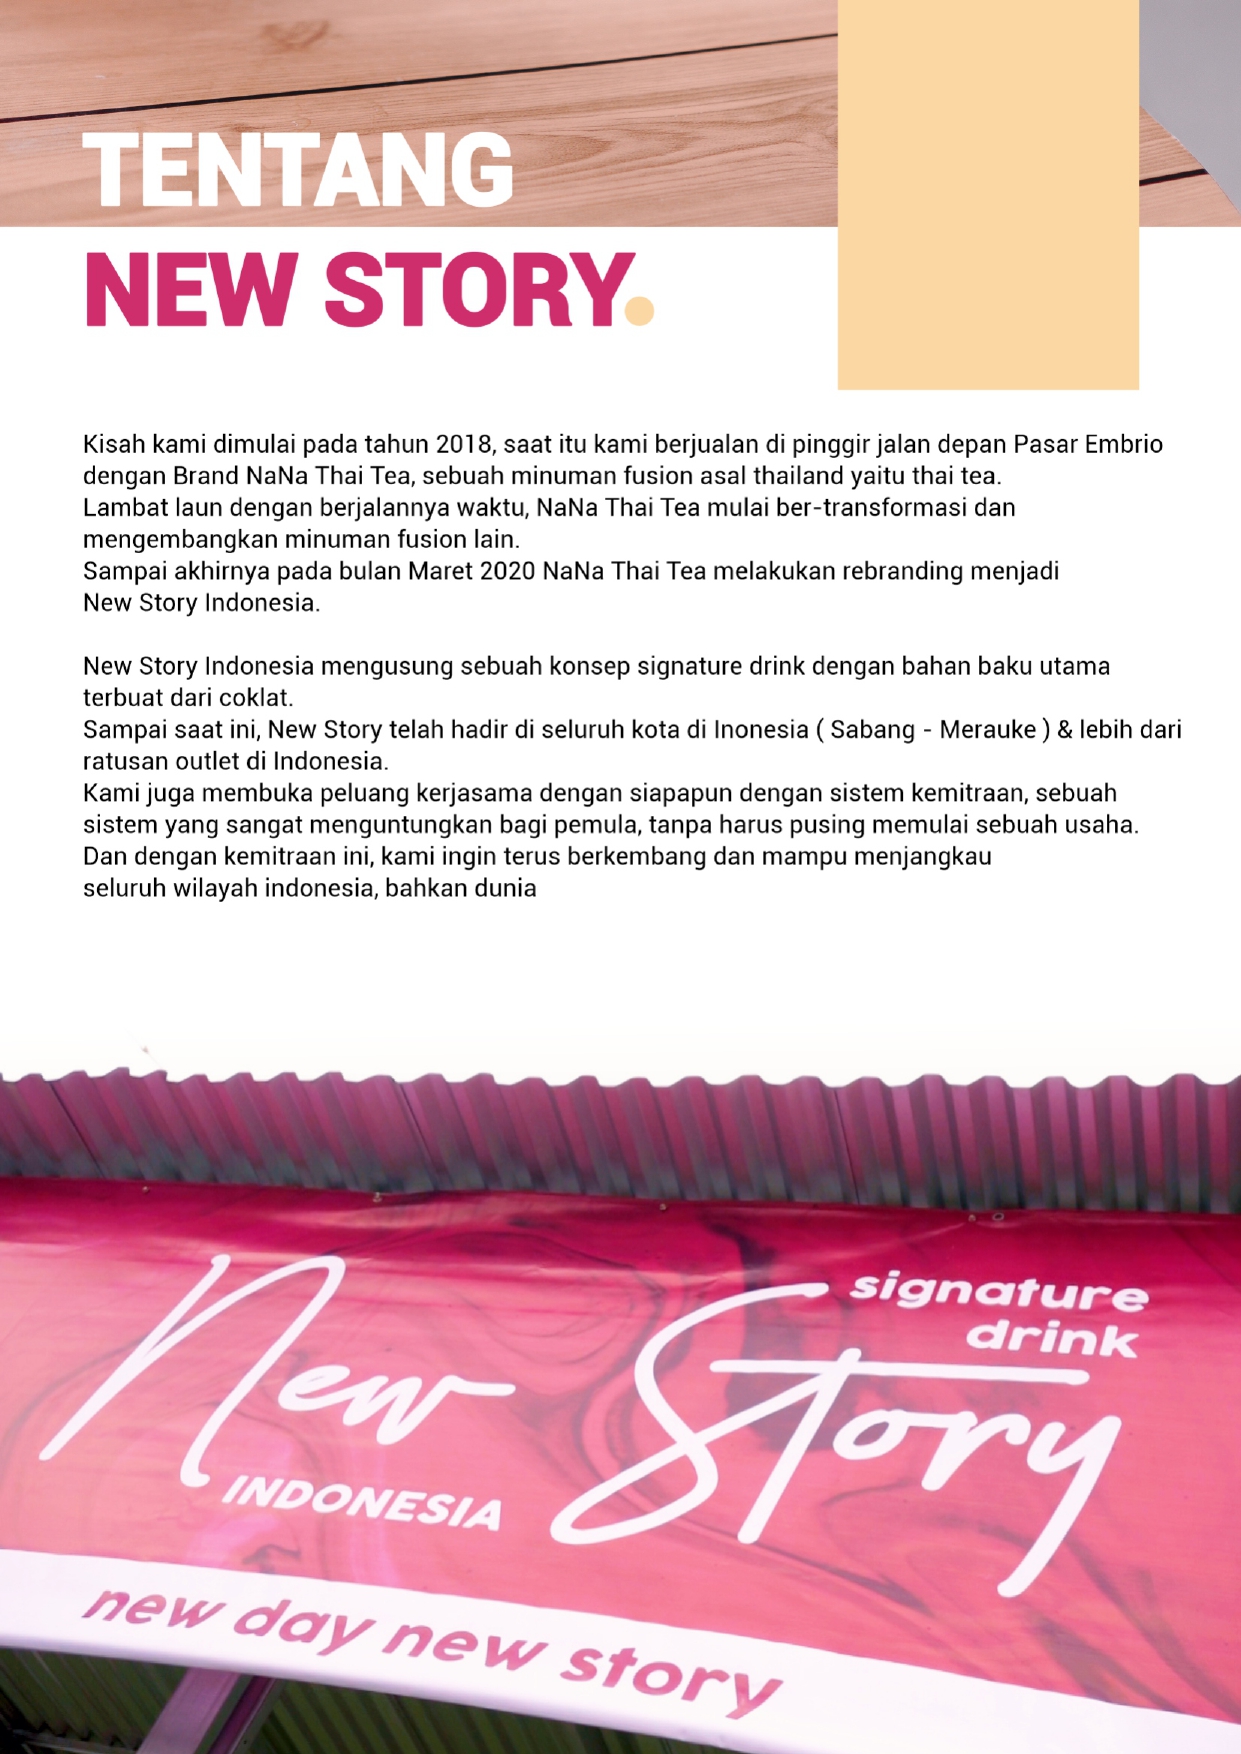 TENTANG
NEW STORY.
Kisah kami dimulai pada tahun 2018, saat itu kami berjualan di pinggir jalan depan Pasar Embrio
dengan Brand NaNa Thai Tea, sebuah minuman fusion asal thailand yaitu thai tea.
Lambat laun dengan berjalannya waktu, NaNa Thai Tea mulai ber-transformasi dan
mengembangkan minuman fusion lain.
Sampai akhirnya pada bulan Maret 2020 NaNa Thai Tea melakukan rebranding menjadi
New Story Indonesia.
New Story Indonesia mengusung sebuah konsep signature drink dengan bahan baku utama
terbuat dari coklat.
Sampai saat ini, New Story telah hadir di seluruh kota di Inonesia ( Sabang - Merauke ) & lebih dari
ratusan outlet di Indonesia.
Kami juga membuka peluang kerjasama dengan siapapun dengan sistem kemitraan, sebuah
sistem yang sangat menguntungkan bagi pemula, tanpa harus pusing memulai sebuah usaha.
Dan dengan kemitraan ini, kami ingin terus berkembang dan mampu menjangkau
seluruh wilayah indonesia, bahkan dunia
signature
drink
New Story
INDONESIA
new day new story